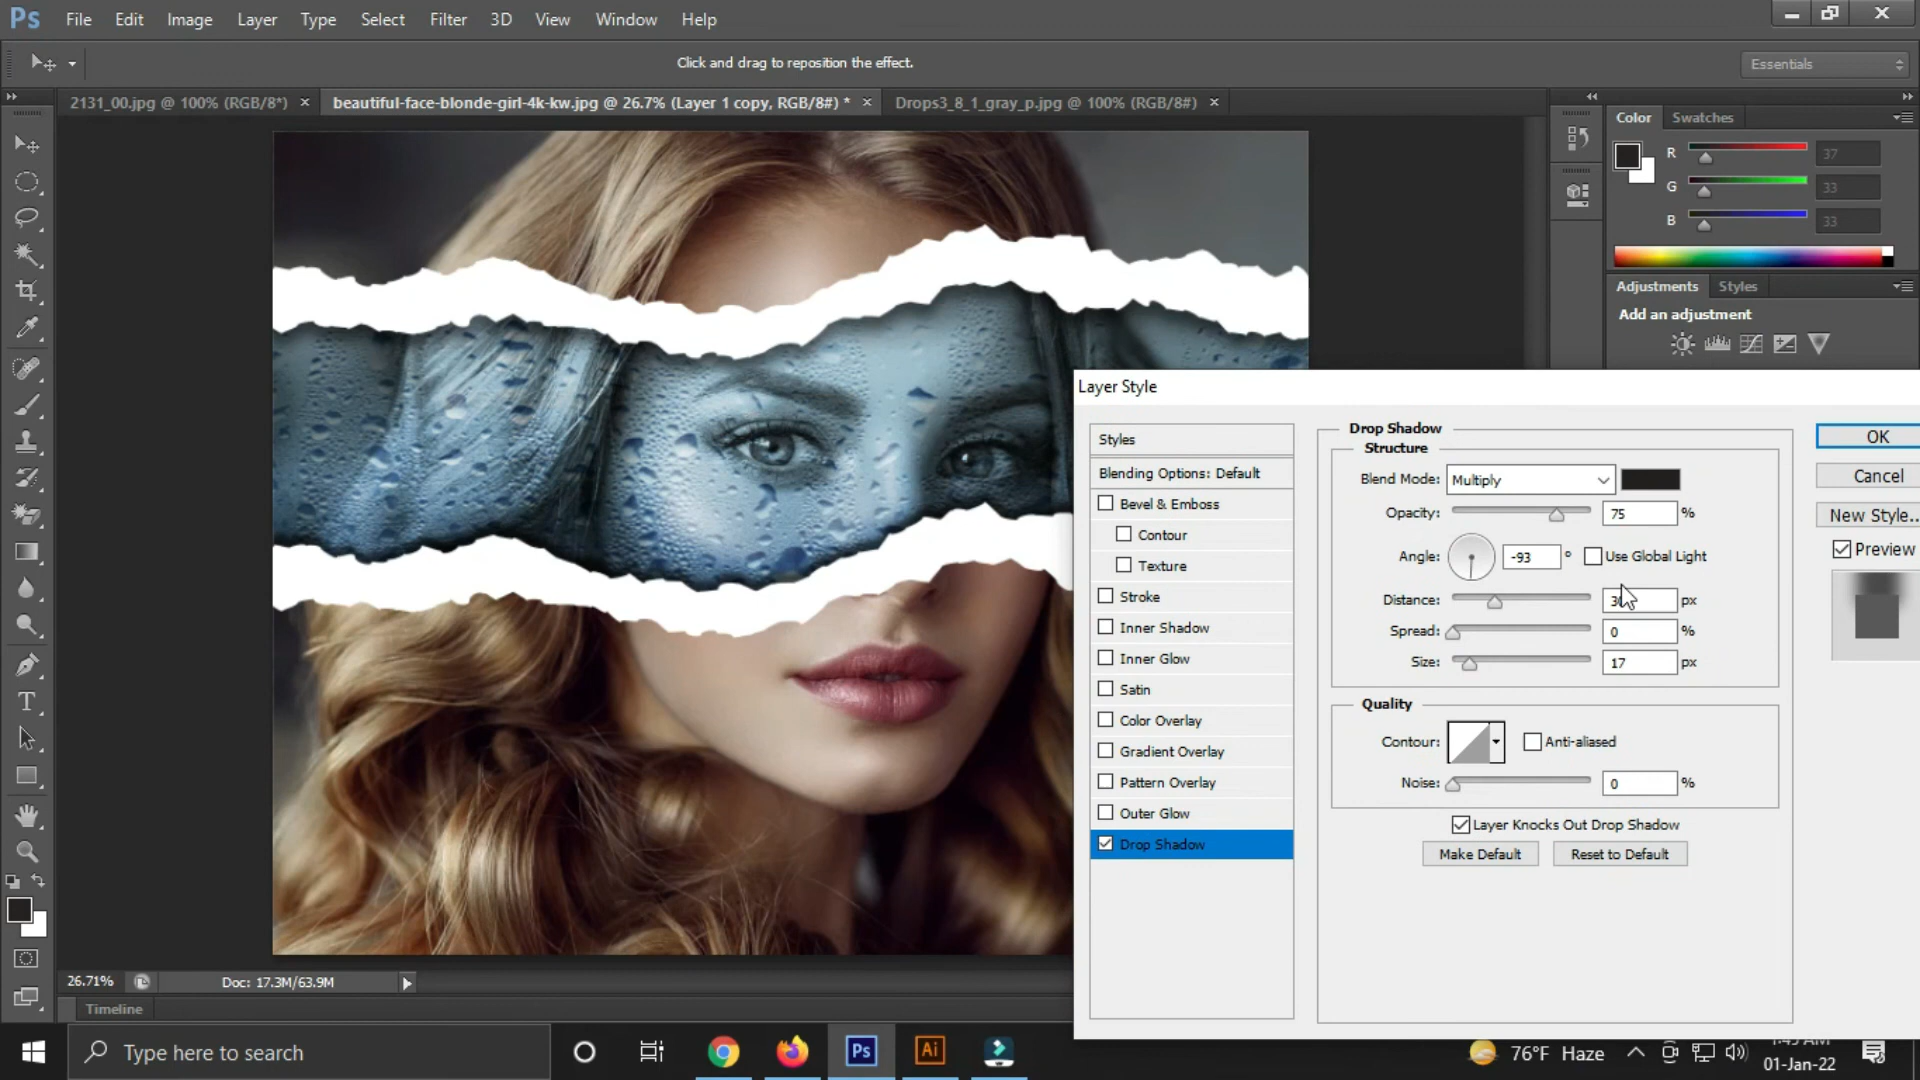 Ps File Edit Image Layer Type Select Filter 3D View Window Help
Click and drag to reposition the effect.
Essentials
2131_00.jpg @ 100% (RGB/8*) ×
beautiful-face-blonde-girl-4k-kw.jpg @ 26.7% (Layer 1 copy, RGB/8#) * ×
Drops3_8_1_gray_p.jpg @ 100% (RGB/8#) ×
Color Swatches
R 37
G 33
B 33
Adjustments Styles
Add an adjustment
Layer Style
Styles
Blending Options: Default
Bevel & Emboss
Contour
Texture
Stroke
Inner Shadow
Inner Glow
Satin
Color Overlay
Gradient Overlay
Pattern Overlay
Outer Glow
Drop Shadow
Drop Shadow
Structure
Blend Mode: Multiply
Opacity: 75 %
Angle: -93 ° Use Global Light
Distance: px
Spread: 0 %
Size: 17 px
Quality
Contour: Anti-aliased
Noise: 0 %
Layer Knocks Out Drop Shadow
Make Default Reset to Default
OK
Cancel
New Style..
Preview
26.71% Doc: 17.3M/63.9M
Timeline
Type here to search
Ps
Ai
76°F Haze
01-Jan-22